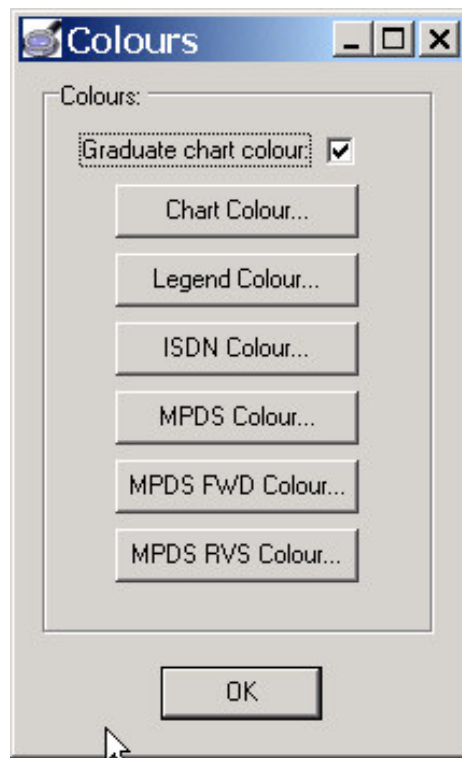 Colours
Colours:
Graduate chart colour:
Chart Colour...
Legend Colour...
ISDN Colour...
MPDS Colour...
MPDS FWD Colour...
MPDS RVS Colour...
OK